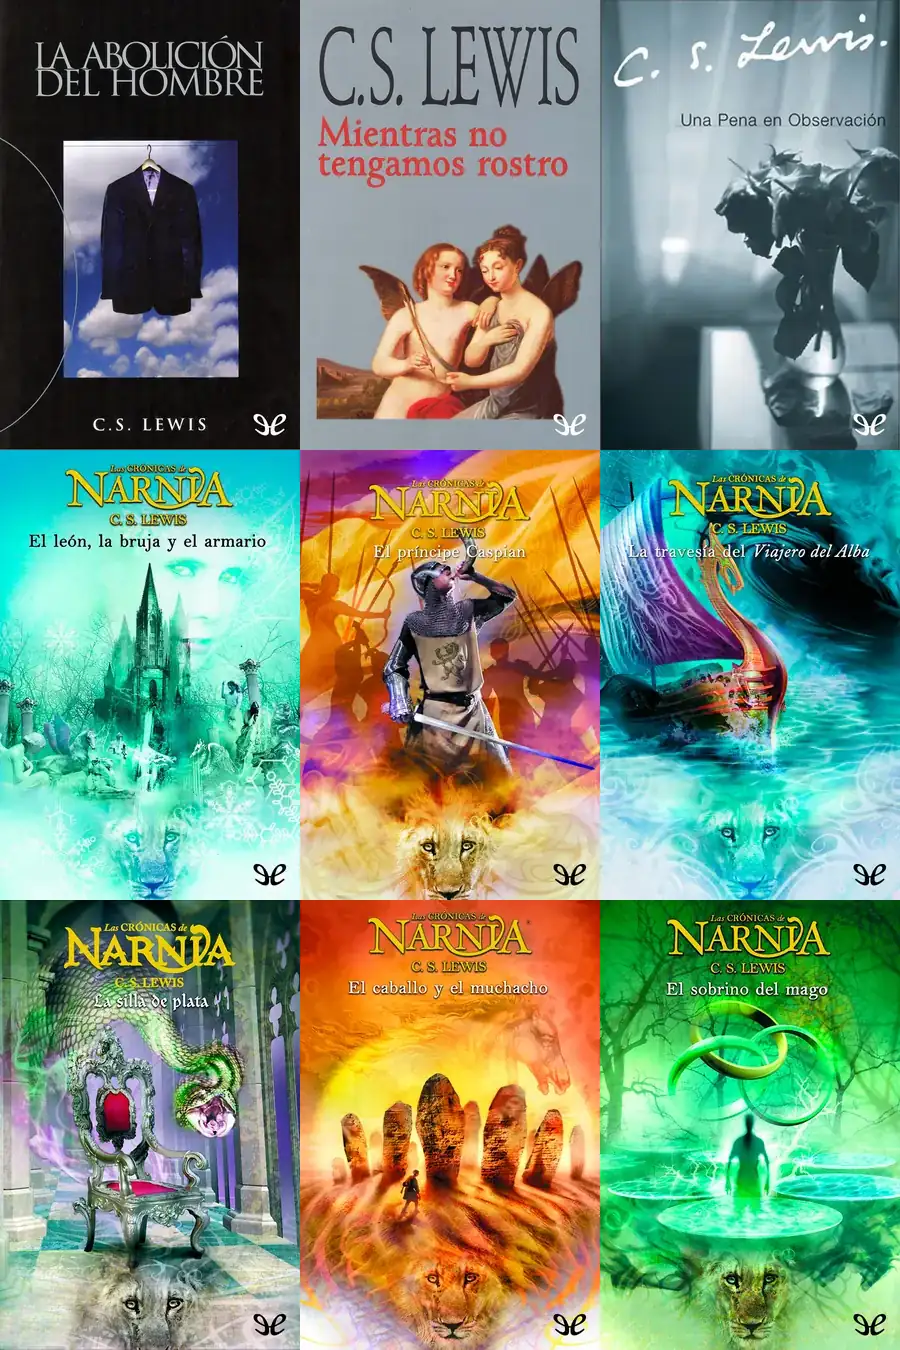 LA ABOLICIÓN
DEL HOMBRE
C.S. LEWIS
C.S. LEWIS
Mientras no
tengamos rostro
C. S. Lewis.
Una Pena en Observación
Las CRÓNICAS de
NARNIA
C. S. LEWIS
El león, la bruja y el armario
Las CRÓNICAS de
NARNIA
C. S. LEWIS
El príncipe Caspian
Las CRÓNICAS de
NARNIA
C. S. LEWIS
La travesía del Viajero del Alba
Las CRÓNICAS de
NARNIA
C. S. LEWIS
La silla de plata
Las CRÓNICAS de
NARNIA
C. S. LEWIS
El caballo y el muchacho
Las CRÓNICAS de
NARNIA
C. S. LEWIS
El sobrino del mago